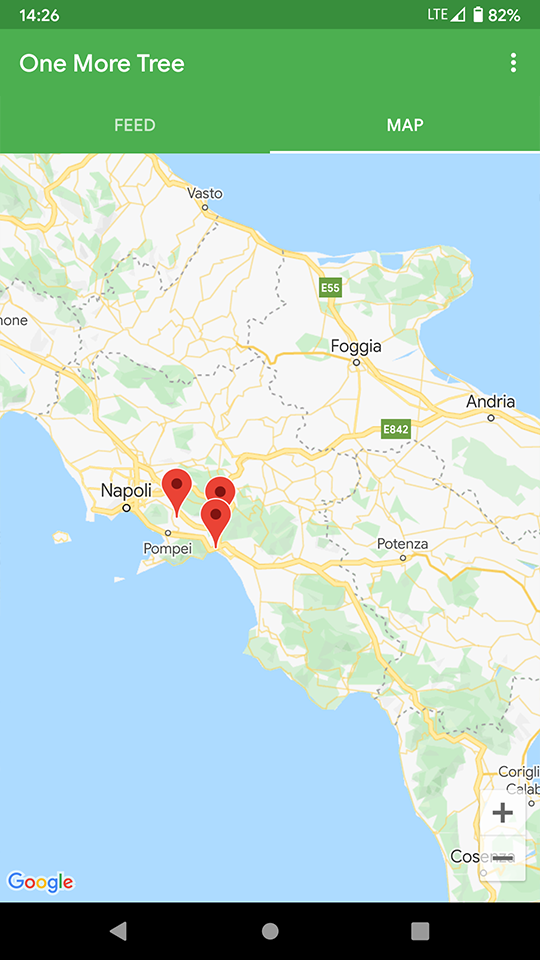 14:26
LTE 82%
One More Tree
FEED
MAP
Vasto
E55
none
Foggia
Andria
E842
Napoli
Pompei
Potenza
Corigli
Calab
+
Cosenza
−
Google